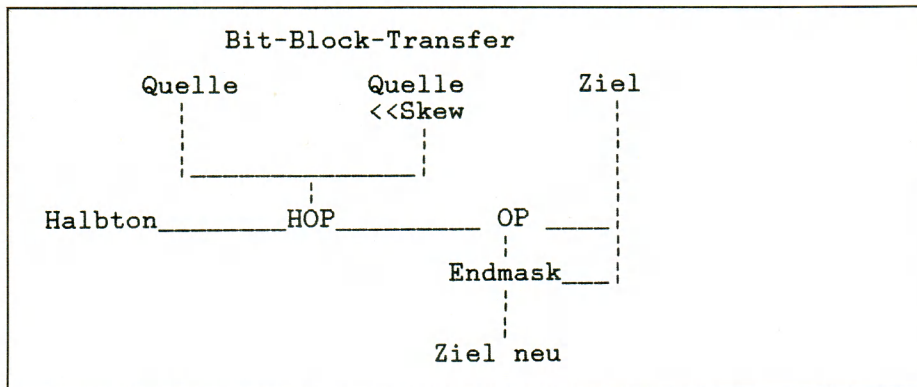 Bit-Block-Transfer
Quelle Quelle Ziel
<<Skew
Halbton HOP OP
Endmask
Ziel neu